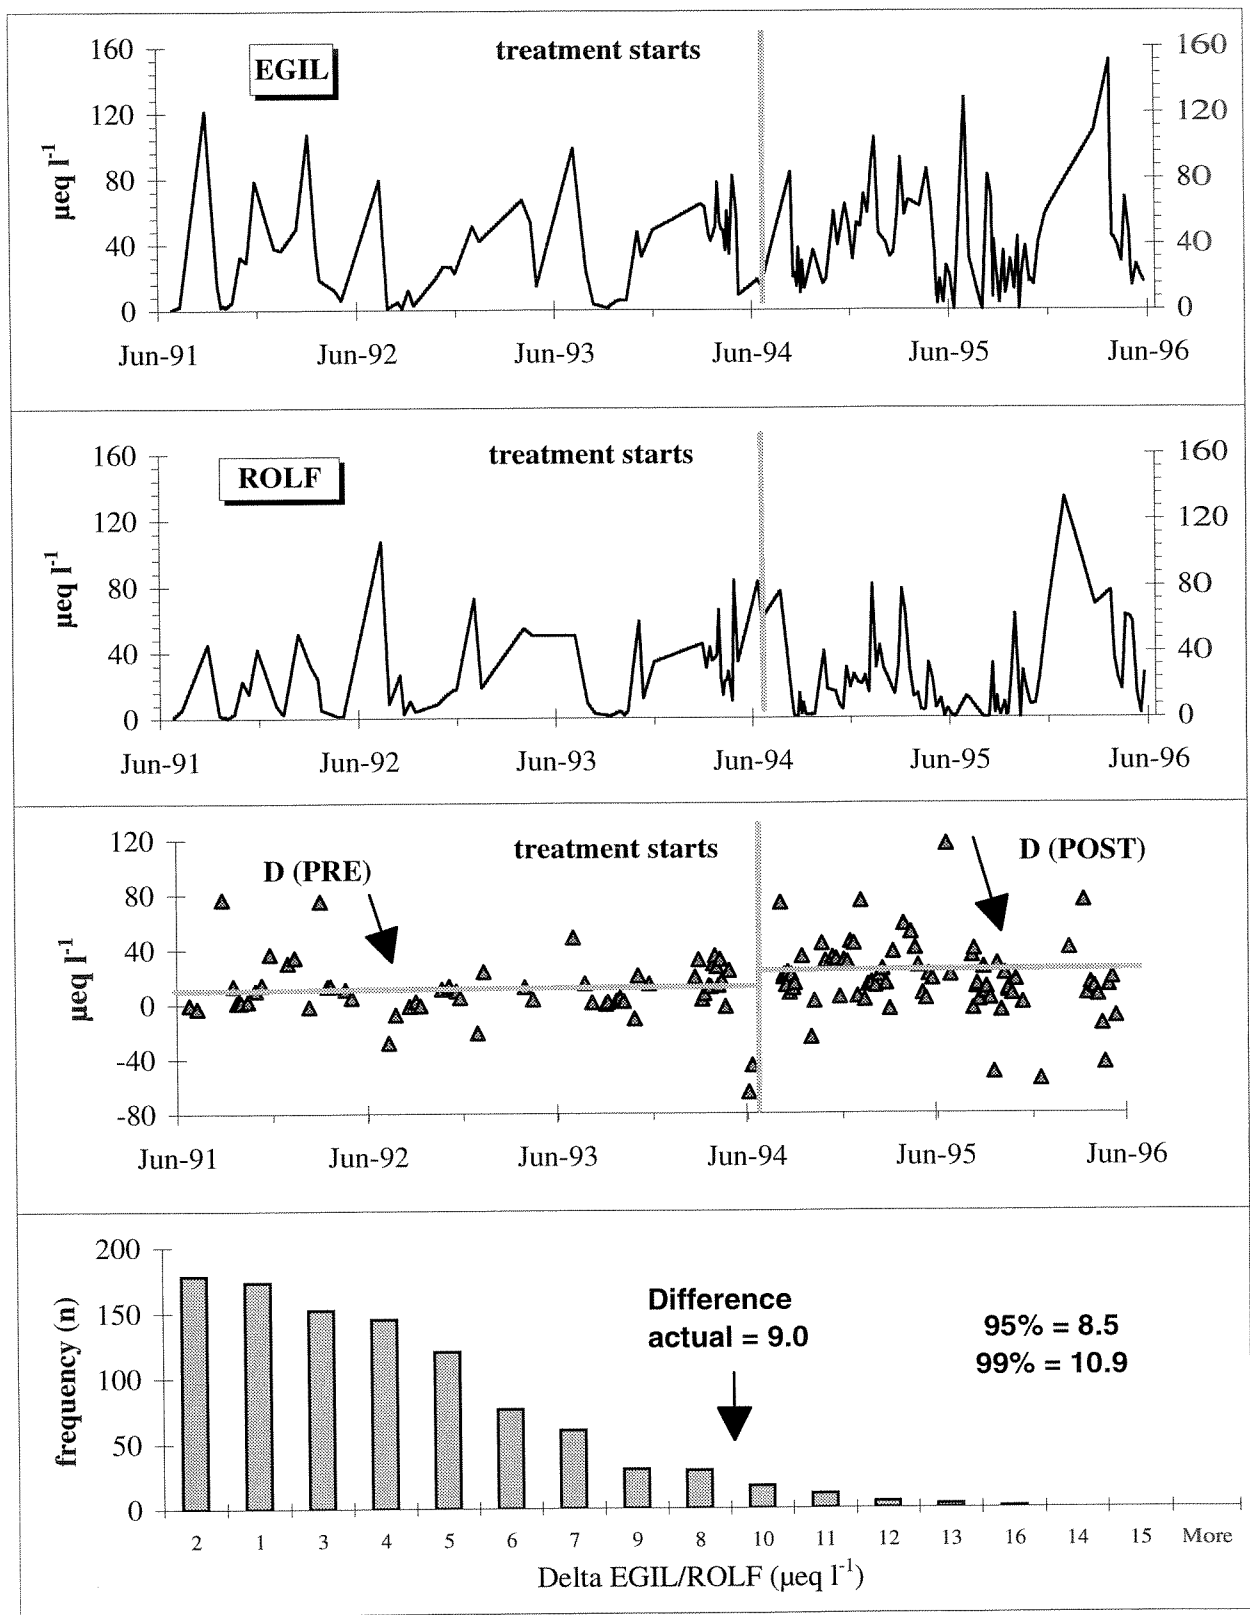 treatment starts
EGIL
µeq l-1
160
120
80
40
0
160
120
80
40
0
Jun-91 Jun-92 Jun-93 Jun-94 Jun-95 Jun-96
treatment starts
ROLF
µeq l-1
160
120
80
40
0
160
120
80
40
0
Jun-91 Jun-92 Jun-93 Jun-94 Jun-95 Jun-96
treatment starts
D (PRE)
D (POST)
µeq l-1
120
80
40
0
-40
-80
Jun-91 Jun-92 Jun-93 Jun-94 Jun-95 Jun-96
frequency (n)
200
150
100
50
0
Difference
actual = 9.0
95% = 8.5
99% = 10.9
2 1 3 4 5 6 7 9 8 10 11 12 13 16 14 15 More
Delta EGIL/ROLF (µeq l-1)